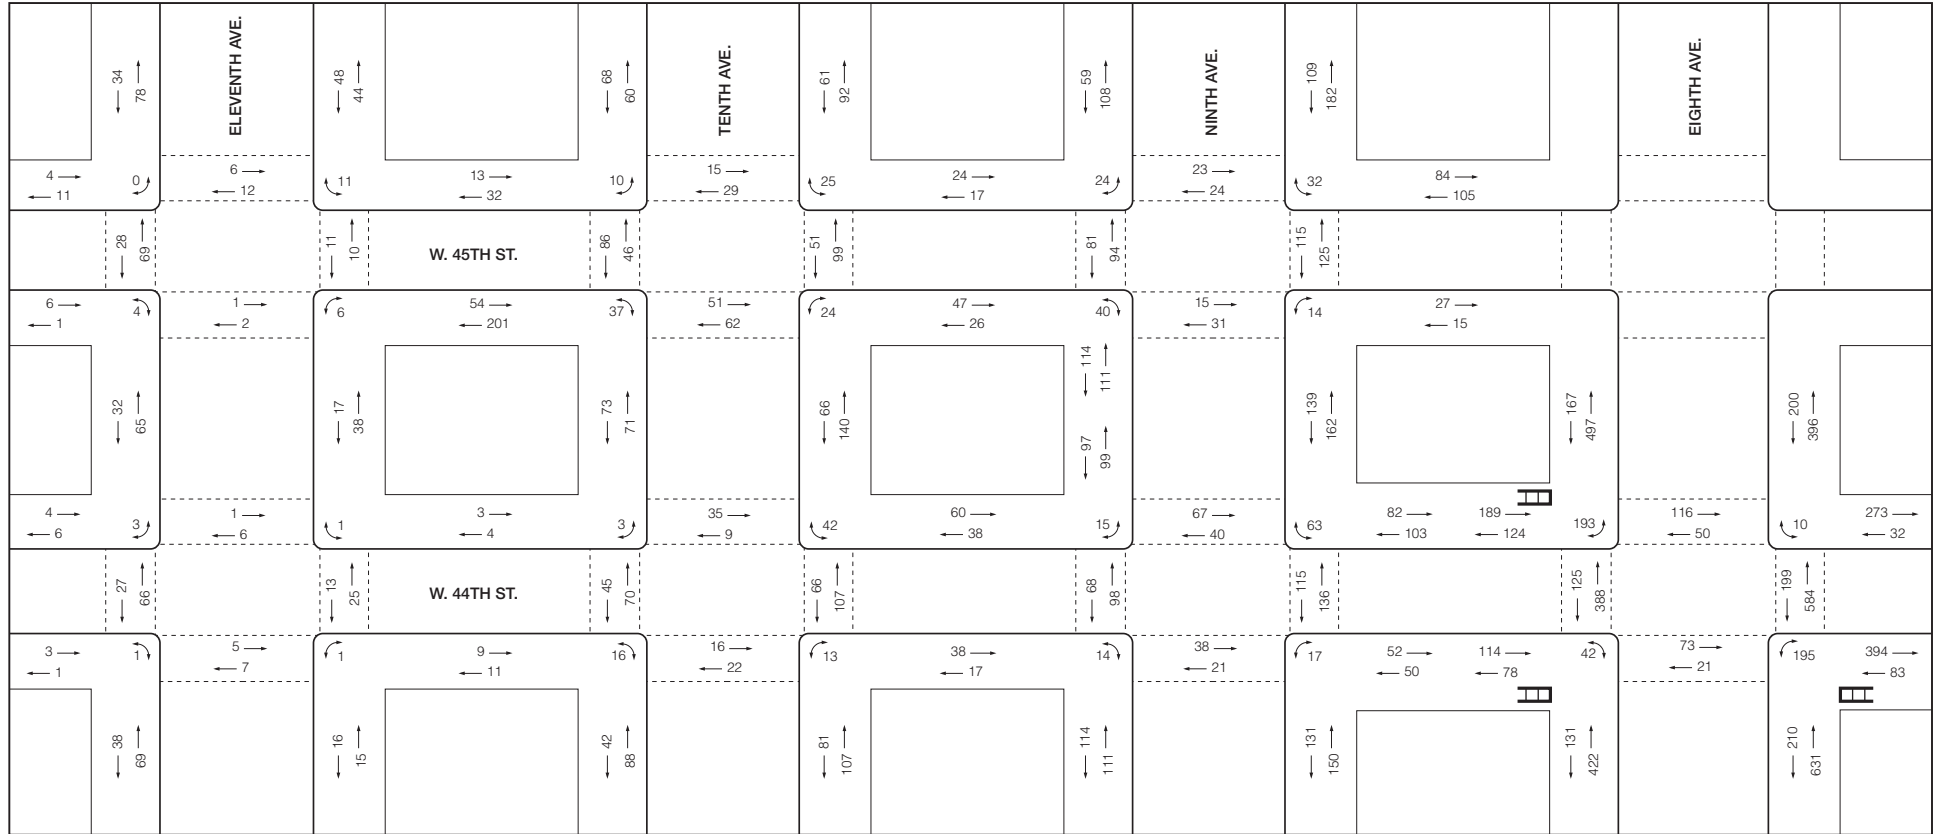 ELEVENTH AVE.
TENTH AVE.
NINTH AVE.
EIGHTH AVE.
34 78
48 44
68 60
61 92
59 108
109 182
4 0 6 11 13 10 15 25 24 24 23 32 84
11 12 32 29 17 24 105
28 69
11 10
W. 45TH ST.
86 46
51 99
81 94
115 125
6 4 1 6 54 37 51 24 47 40 15 14 27
1 2 201 62 26 31 15
32 65
17 38
73 71
66 140
114 111
97 99
139 162
167 497
200 396
4 3 1 1 3 3 35 42 60 15 67 63 82 189 193 116 10 273
6 6 4 9 38 40 103 124 50 32
27 66
13 25
W. 44TH ST.
45 70
66 107
68 98
115 136
125 388
199 584
3 1 5 1 9 16 16 13 38 14 38 17 52 114 42 73 195 394
1 7 11 22 17 21 50 78 21 83
38 69
16 15
42 88
81 107
114 111
131 150
131 422
210 631